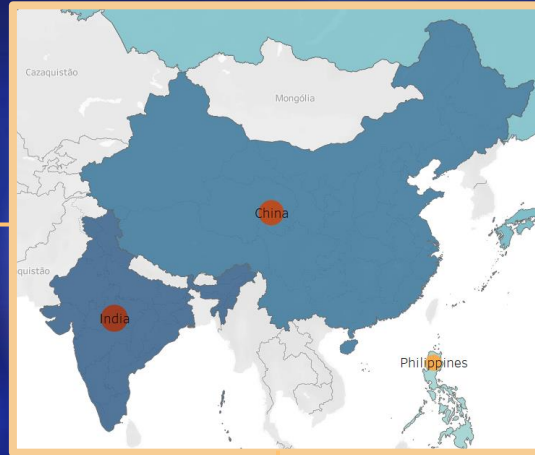 Cazaquistão
Mongólia
China
quistão
India
Philippines